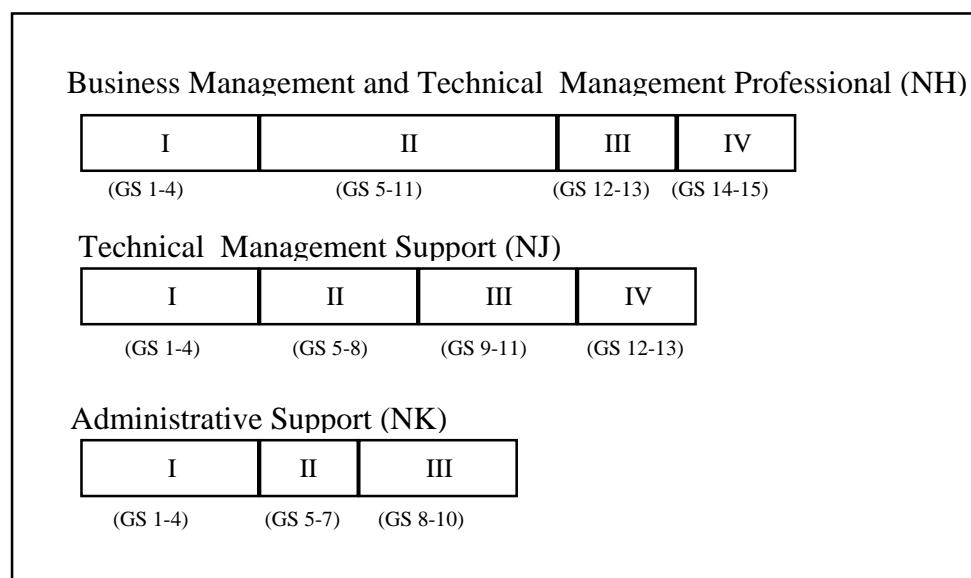 Business Management and Technical Management Professional (NH)
I II III IV
(GS 1-4) (GS 5-11) (GS 12-13) (GS 14-15)
Technical Management Support (NJ)
I II III IV
(GS 1-4) (GS 5-8) (GS 9-11) (GS 12-13)
Administrative Support (NK)
I II III
(GS 1-4) (GS 5-7) (GS 8-10)